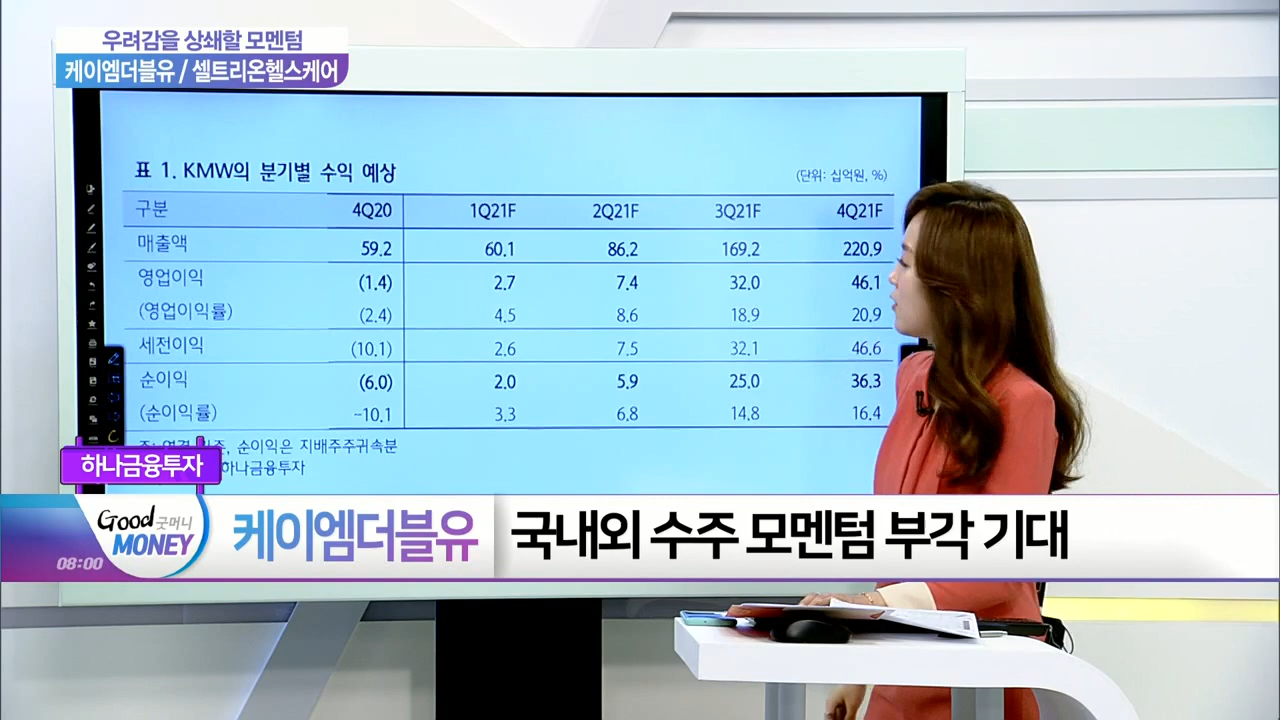 우려감을 상쇄할 모멘텀
케이엠더블유 / 셀트리온헬스케어
표 1. KMW의 분기별 수익 예상
(단위: 십억원, %)
구분 4Q20 1Q21F 2Q21F 3Q21F 4Q21F
매출액 59.2 60.1 86.2 169.2 220.9
영업이익 (1.4) 2.7 7.4 32.0 46.1
(영업이익률) (2.4) 4.5 8.6 18.9 20.9
세전이익 (10.1) 2.6 7.5 32.1 46.6
순이익 (6.0) 2.0 5.9 25.0 36.3
(순이익률) -10.1 3.3 6.8 14.8 16.4
순이익은 지배주주귀속분
하나금융투자
하나금융투자
Good 굿머니
MONEY
08:00
케이엠더블유 국내외 수주 모멘텀 부각 기대